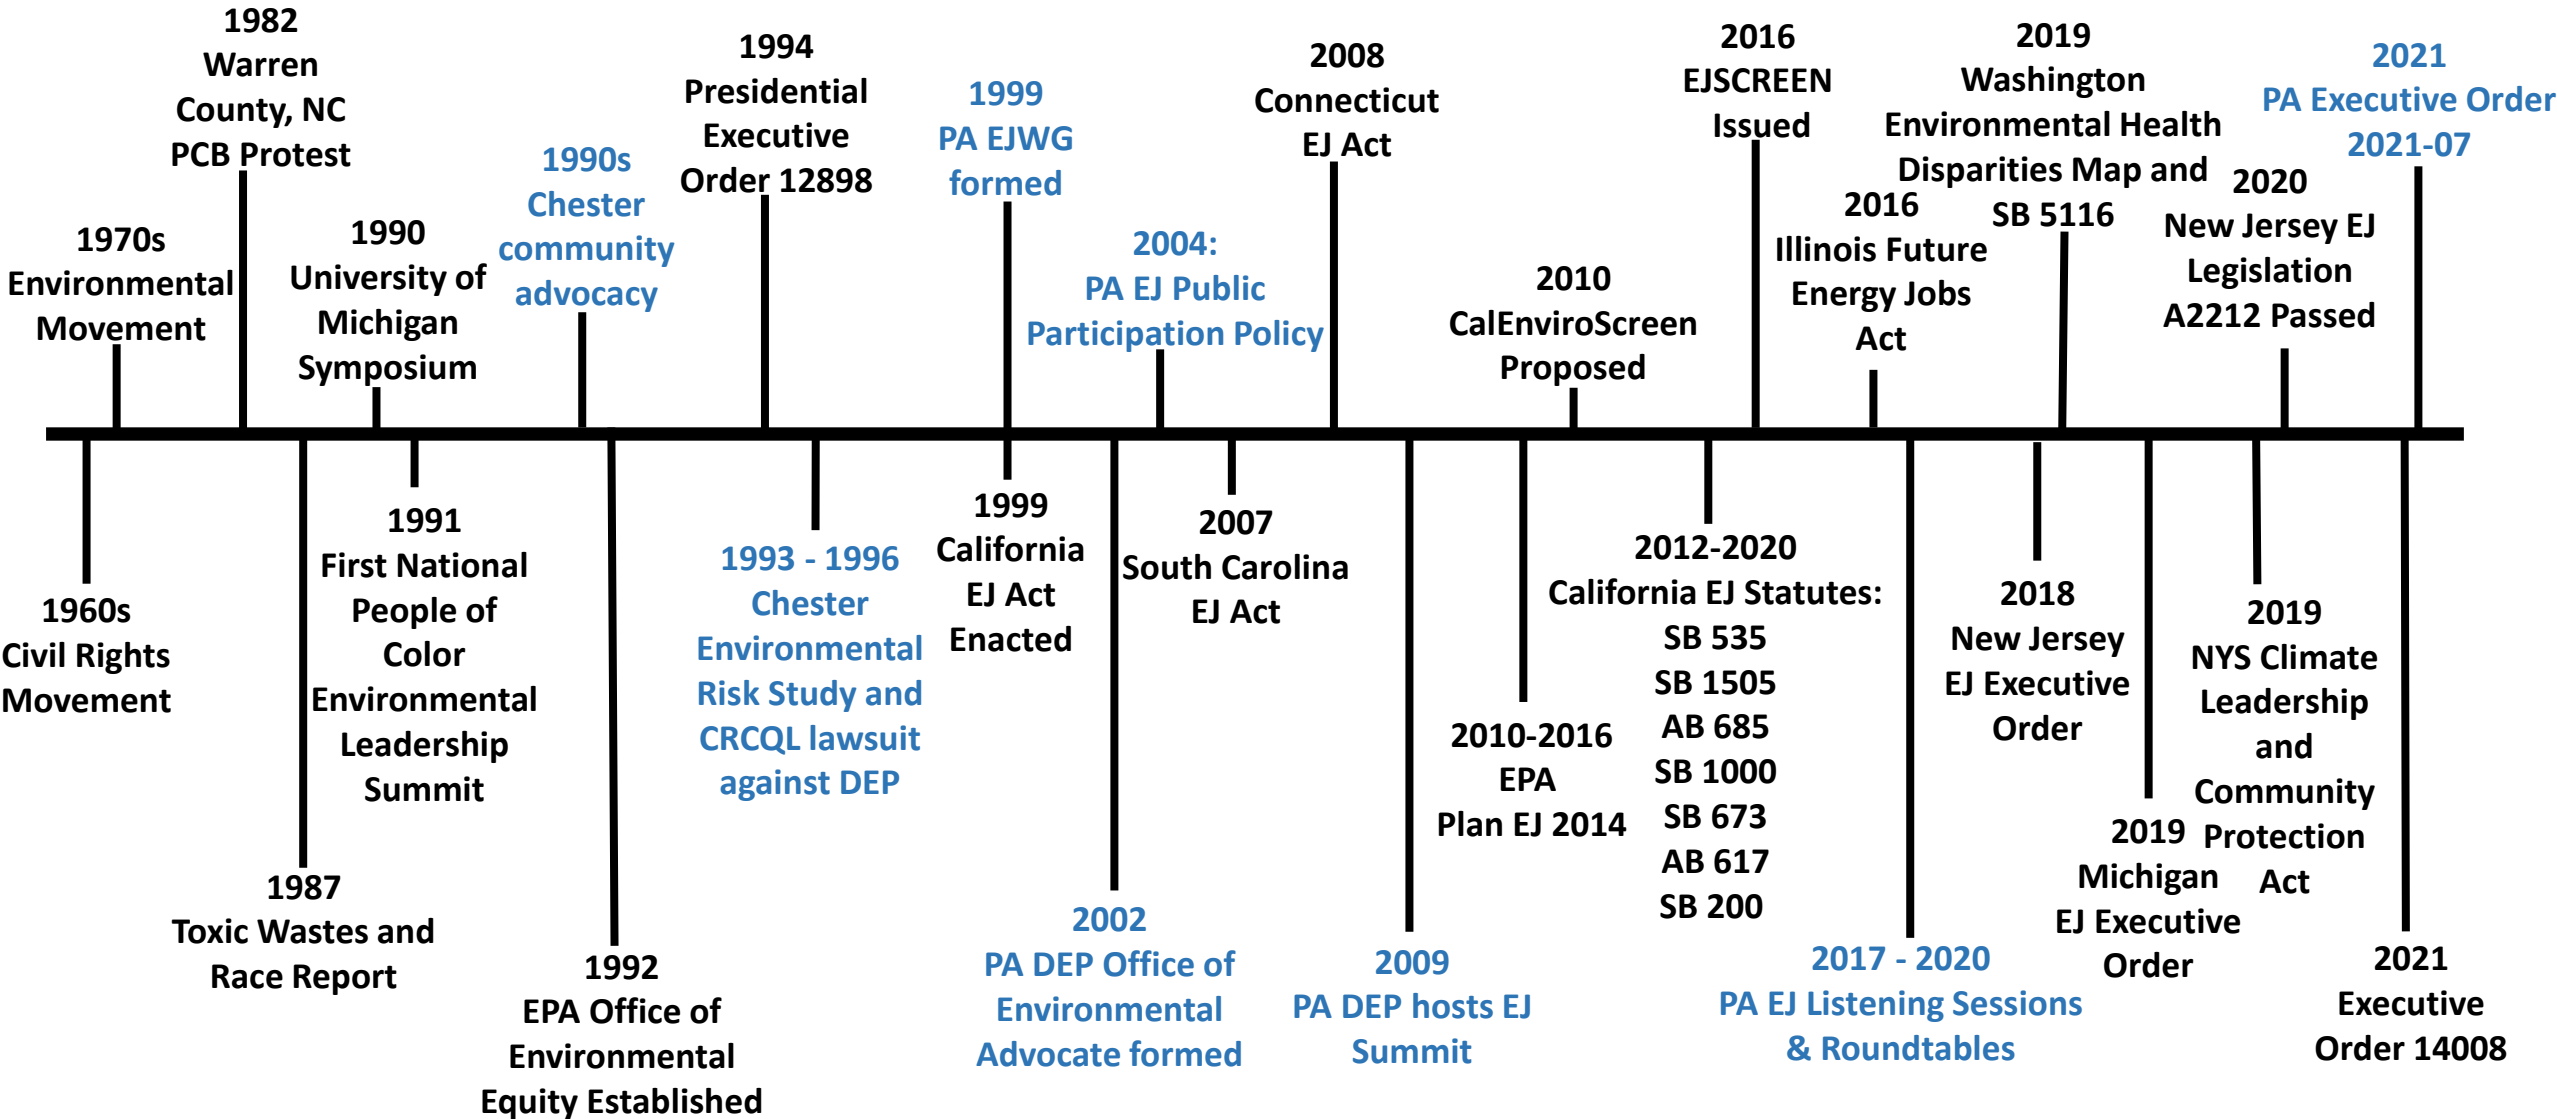 1982
Warren
County, NC
PCB Protest
1970s
Environmental
Movement
1990
University of
Michigan
Symposium
1990s
Chester
community
advocacy
1994
Presidential
Executive
Order 12898
1999
PA EJWG
formed
2004:
PA EJ Public
Participation Policy
2008
Connecticut
EJ Act
2010
CalEnviroScreen
Proposed
2016
EJSCREEN
Issued
2016
Illinois Future
Energy Jobs
Act
2019
Washington
Environmental Health
Disparities Map and
SB 5116
2020
New Jersey EJ
Legislation
A2212 Passed
2021
PA Executive Order
2021-07
1960s
Civil Rights
Movement
1987
Toxic Wastes and
Race Report
1991
First National
People of
Color
Environmental
Leadership
Summit
1992
EPA Office of
Environmental
Equity Established
1993 - 1996
Chester
Environmental
Risk Study and
CRCQL lawsuit
against DEP
1999
California
EJ Act
Enacted
2002
PA DEP Office of
Environmental
Advocate formed
2007
South Carolina
EJ Act
2009
PA DEP hosts EJ
Summit
2010-2016
EPA
Plan EJ 2014
2012-2020
California EJ Statutes:
SB 535
SB 1505
AB 685
SB 1000
SB 673
AB 617
SB 200
2017 - 2020
PA EJ Listening Sessions
& Roundtables
2018
New Jersey
EJ Executive
Order
2019
Michigan
EJ Executive
Order
2019
NYS Climate
Leadership
and
Community
Protection
Act
2021
Executive
Order 14008